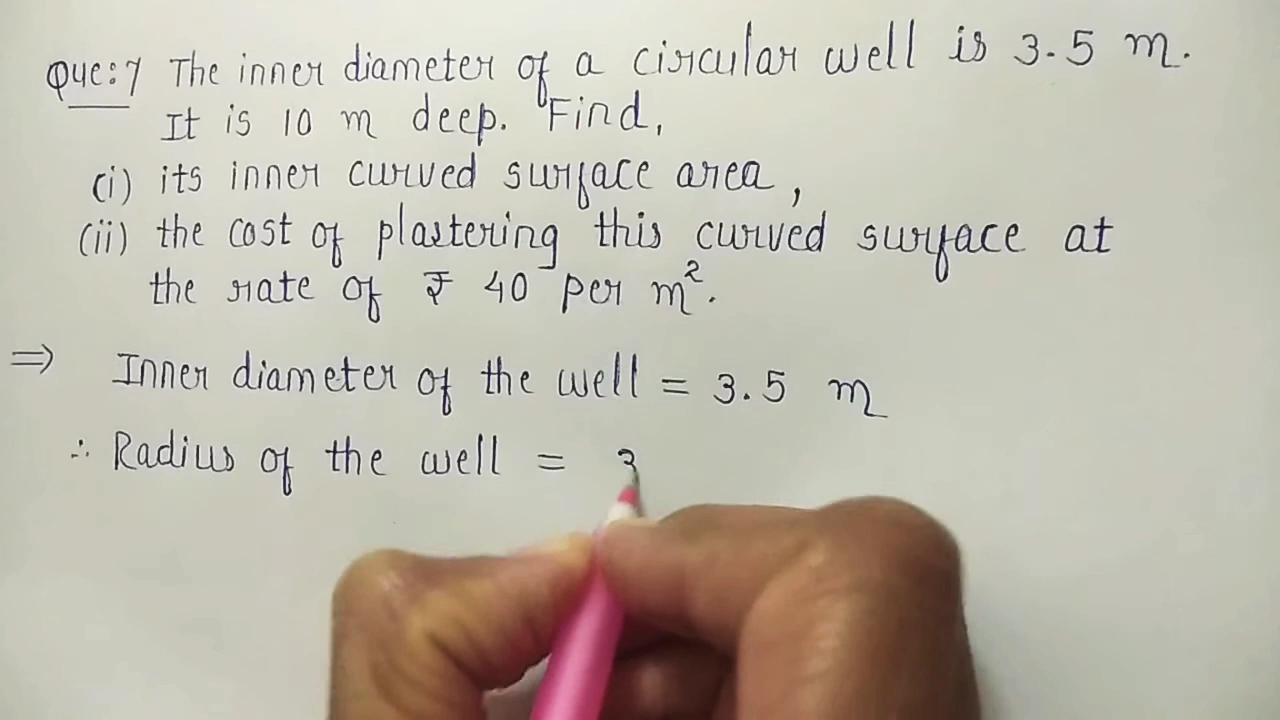 Que:7 The inner diameter of a circular well is 3.5 m.
It is 10 m deep. Find,
(i) its inner curved surface area,
(ii) the cost of plastering this curved surface at
the rate of ₹ 40 per m².
⇒ Inner diameter of the well = 3.5 m
∴ Radius of the well = 3